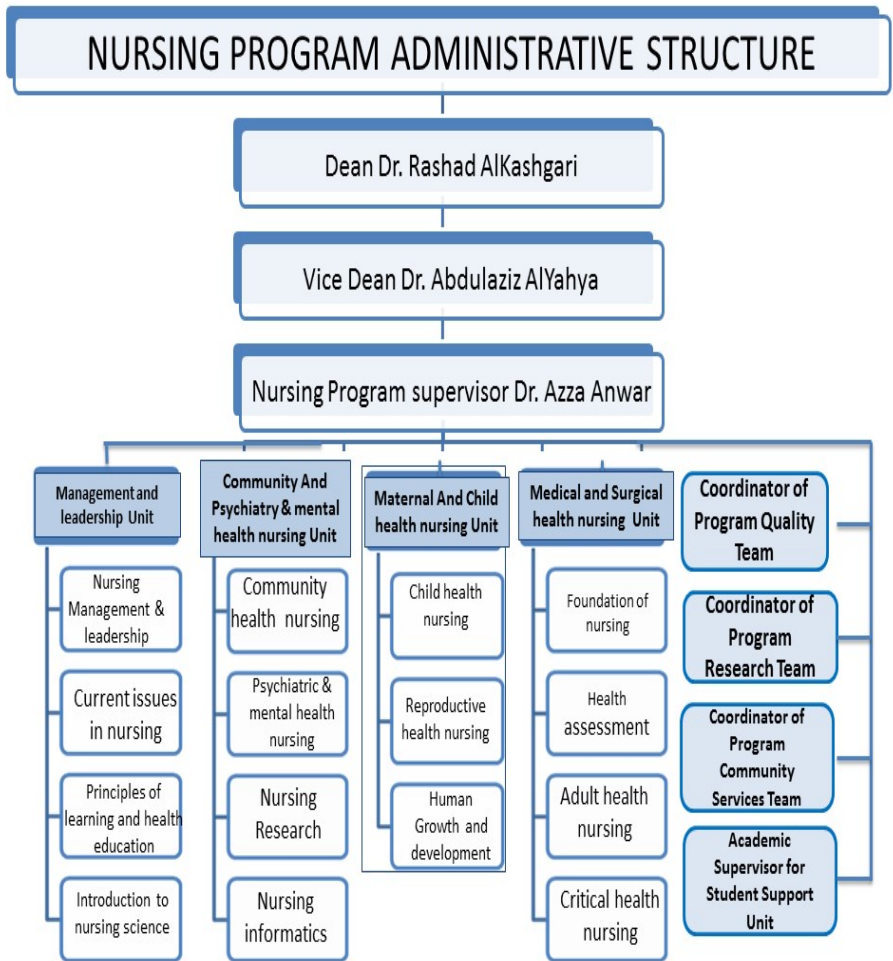 NURSING PROGRAM ADMINISTRATIVE STRUCTURE
Dean Dr. Rashad AlKashgari
Vice Dean Dr. Abdulaziz AlYahya
Nursing Program supervisor Dr. Azza Anwar
Management and
leadership Unit
Nursing
Management &
leadership
Current issues
in nursing
Principles of
learning and health
education
Introduction to
nursing science
Community And
Psychiatry & mental
health nursing Unit
Community
health nursing
Psychiatric &
mental health
nursing
Nursing
Research
Nursing
informatics
Maternal And Child
health nursing Unit
Child health
nursing
Reproductive
health nursing
Human
Growth and
development
Medical and Surgical
health nursing Unit
Foundation of
nursing
Health
assessment
Adult health
nursing
Critical health
nursing
Coordinator of
Program Quality
Team
Coordinator of
Program
Research Team
Coordinator of
Program
Community
Services Team
Academic
Supervisor for
Student Support
Unit